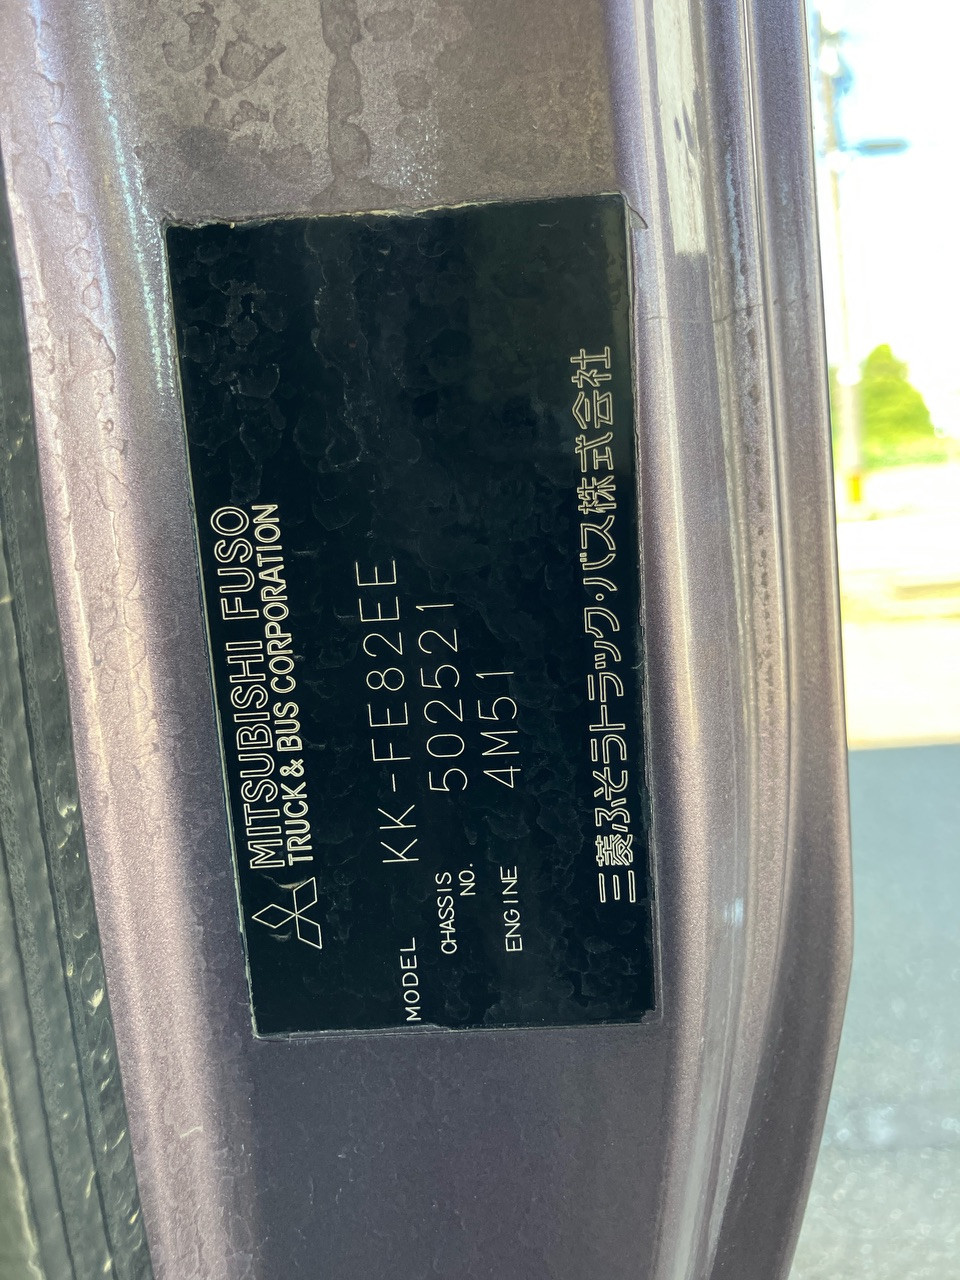 MITSUBISHI FUSO
TRUCK & BUS CORPORATION
MODEL KK-FE82EE
CHASSIS NO. 502521
ENGINE 4M51
三菱ふそうトラック・バス株式会社